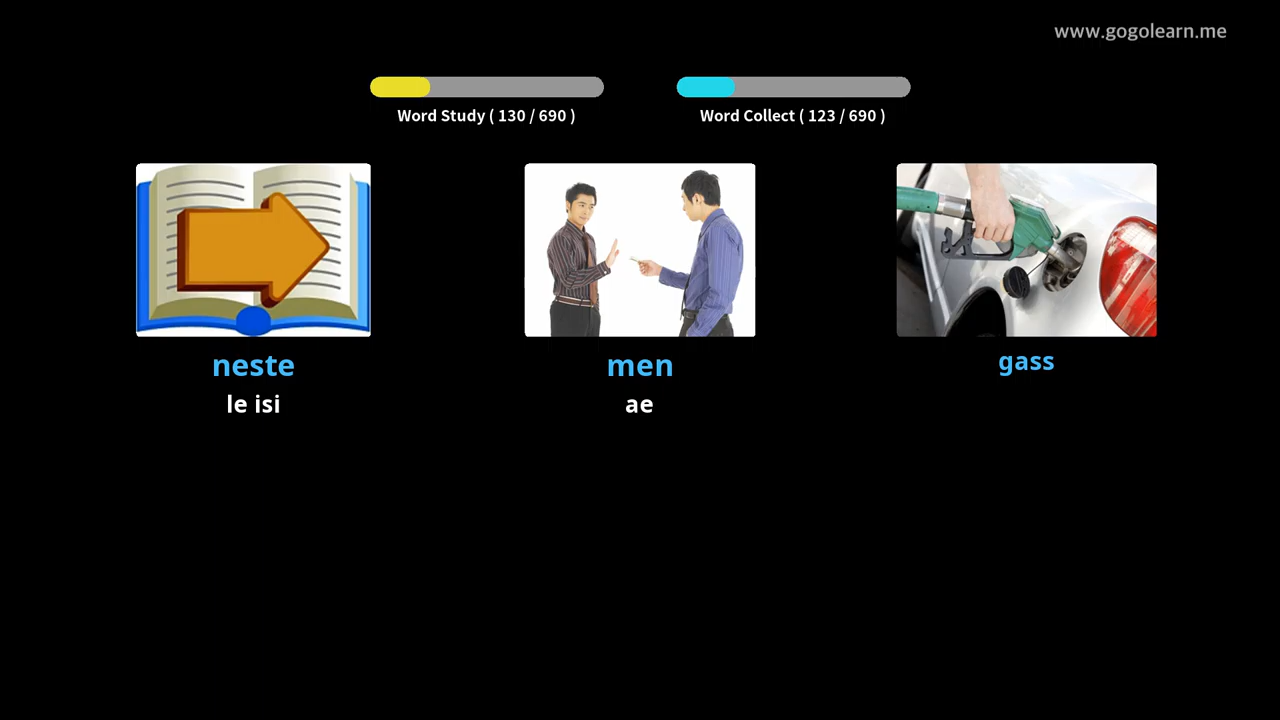 www.gogolearn.me
Word Study ( 130 / 690 )
Word Collect ( 123 / 690 )
neste
le isi
men
ae
gass